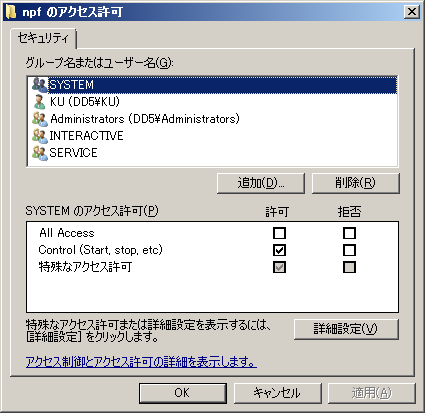 npf のアクセス許可
セキュリティ
グループ名またはユーザー名(G):
SYSTEM
KU (DD5¥KU)
Administrators (DD5¥Administrators)
INTERACTIVE
SERVICE
追加(D)... 削除(R)
SYSTEM のアクセス許可(P) 許可 拒否
All Access
Control (Start, stop, etc)
特殊なアクセス許可
特殊なアクセス許可または詳細設定を表示するには、
[詳細設定] をクリックします。
詳細設定(V)
アクセス制御とアクセス許可の詳細を表示します。
OK キャンセル 適用(A)